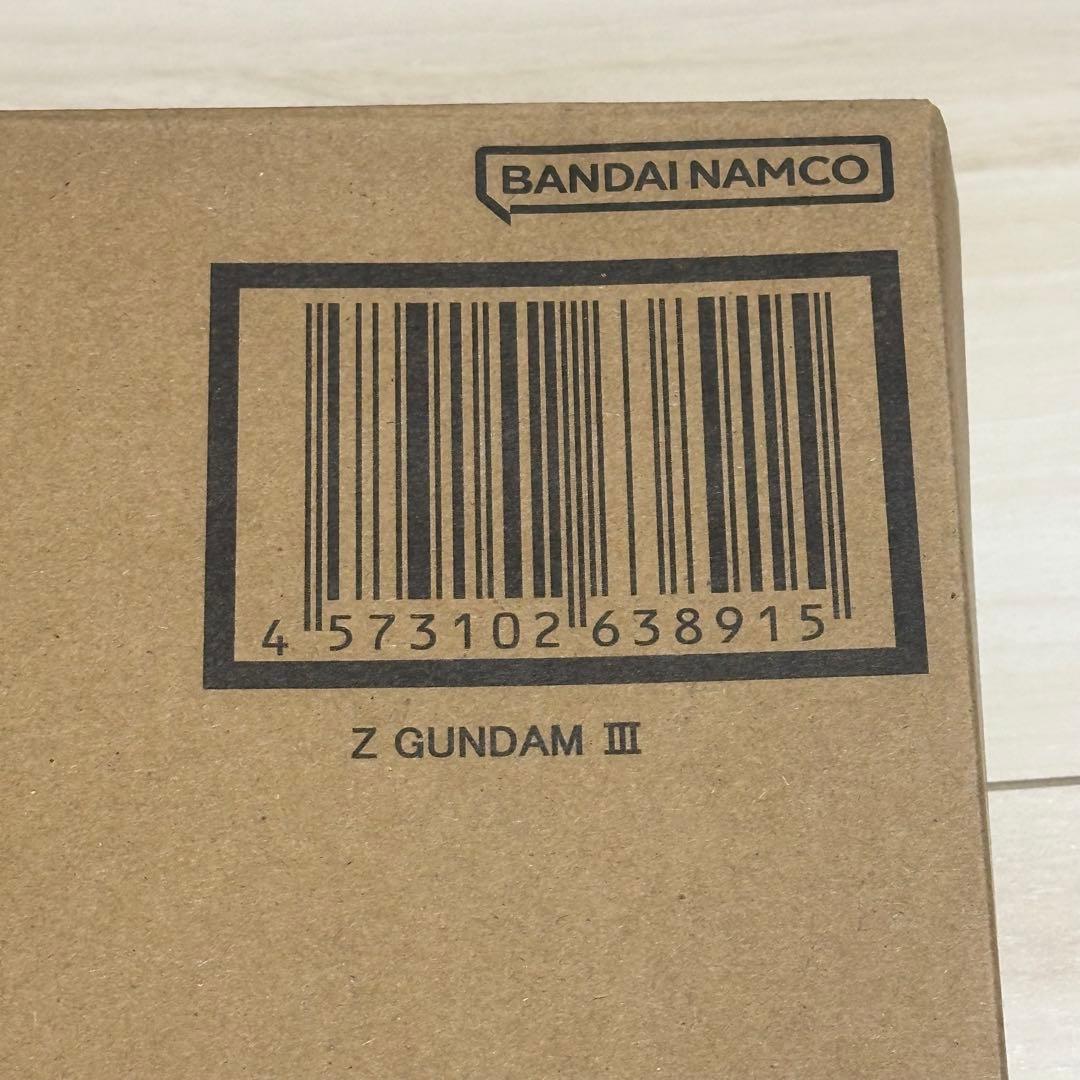 BANDAI NAMCO
4 573102 638915
Z GUNDAM Ⅲ